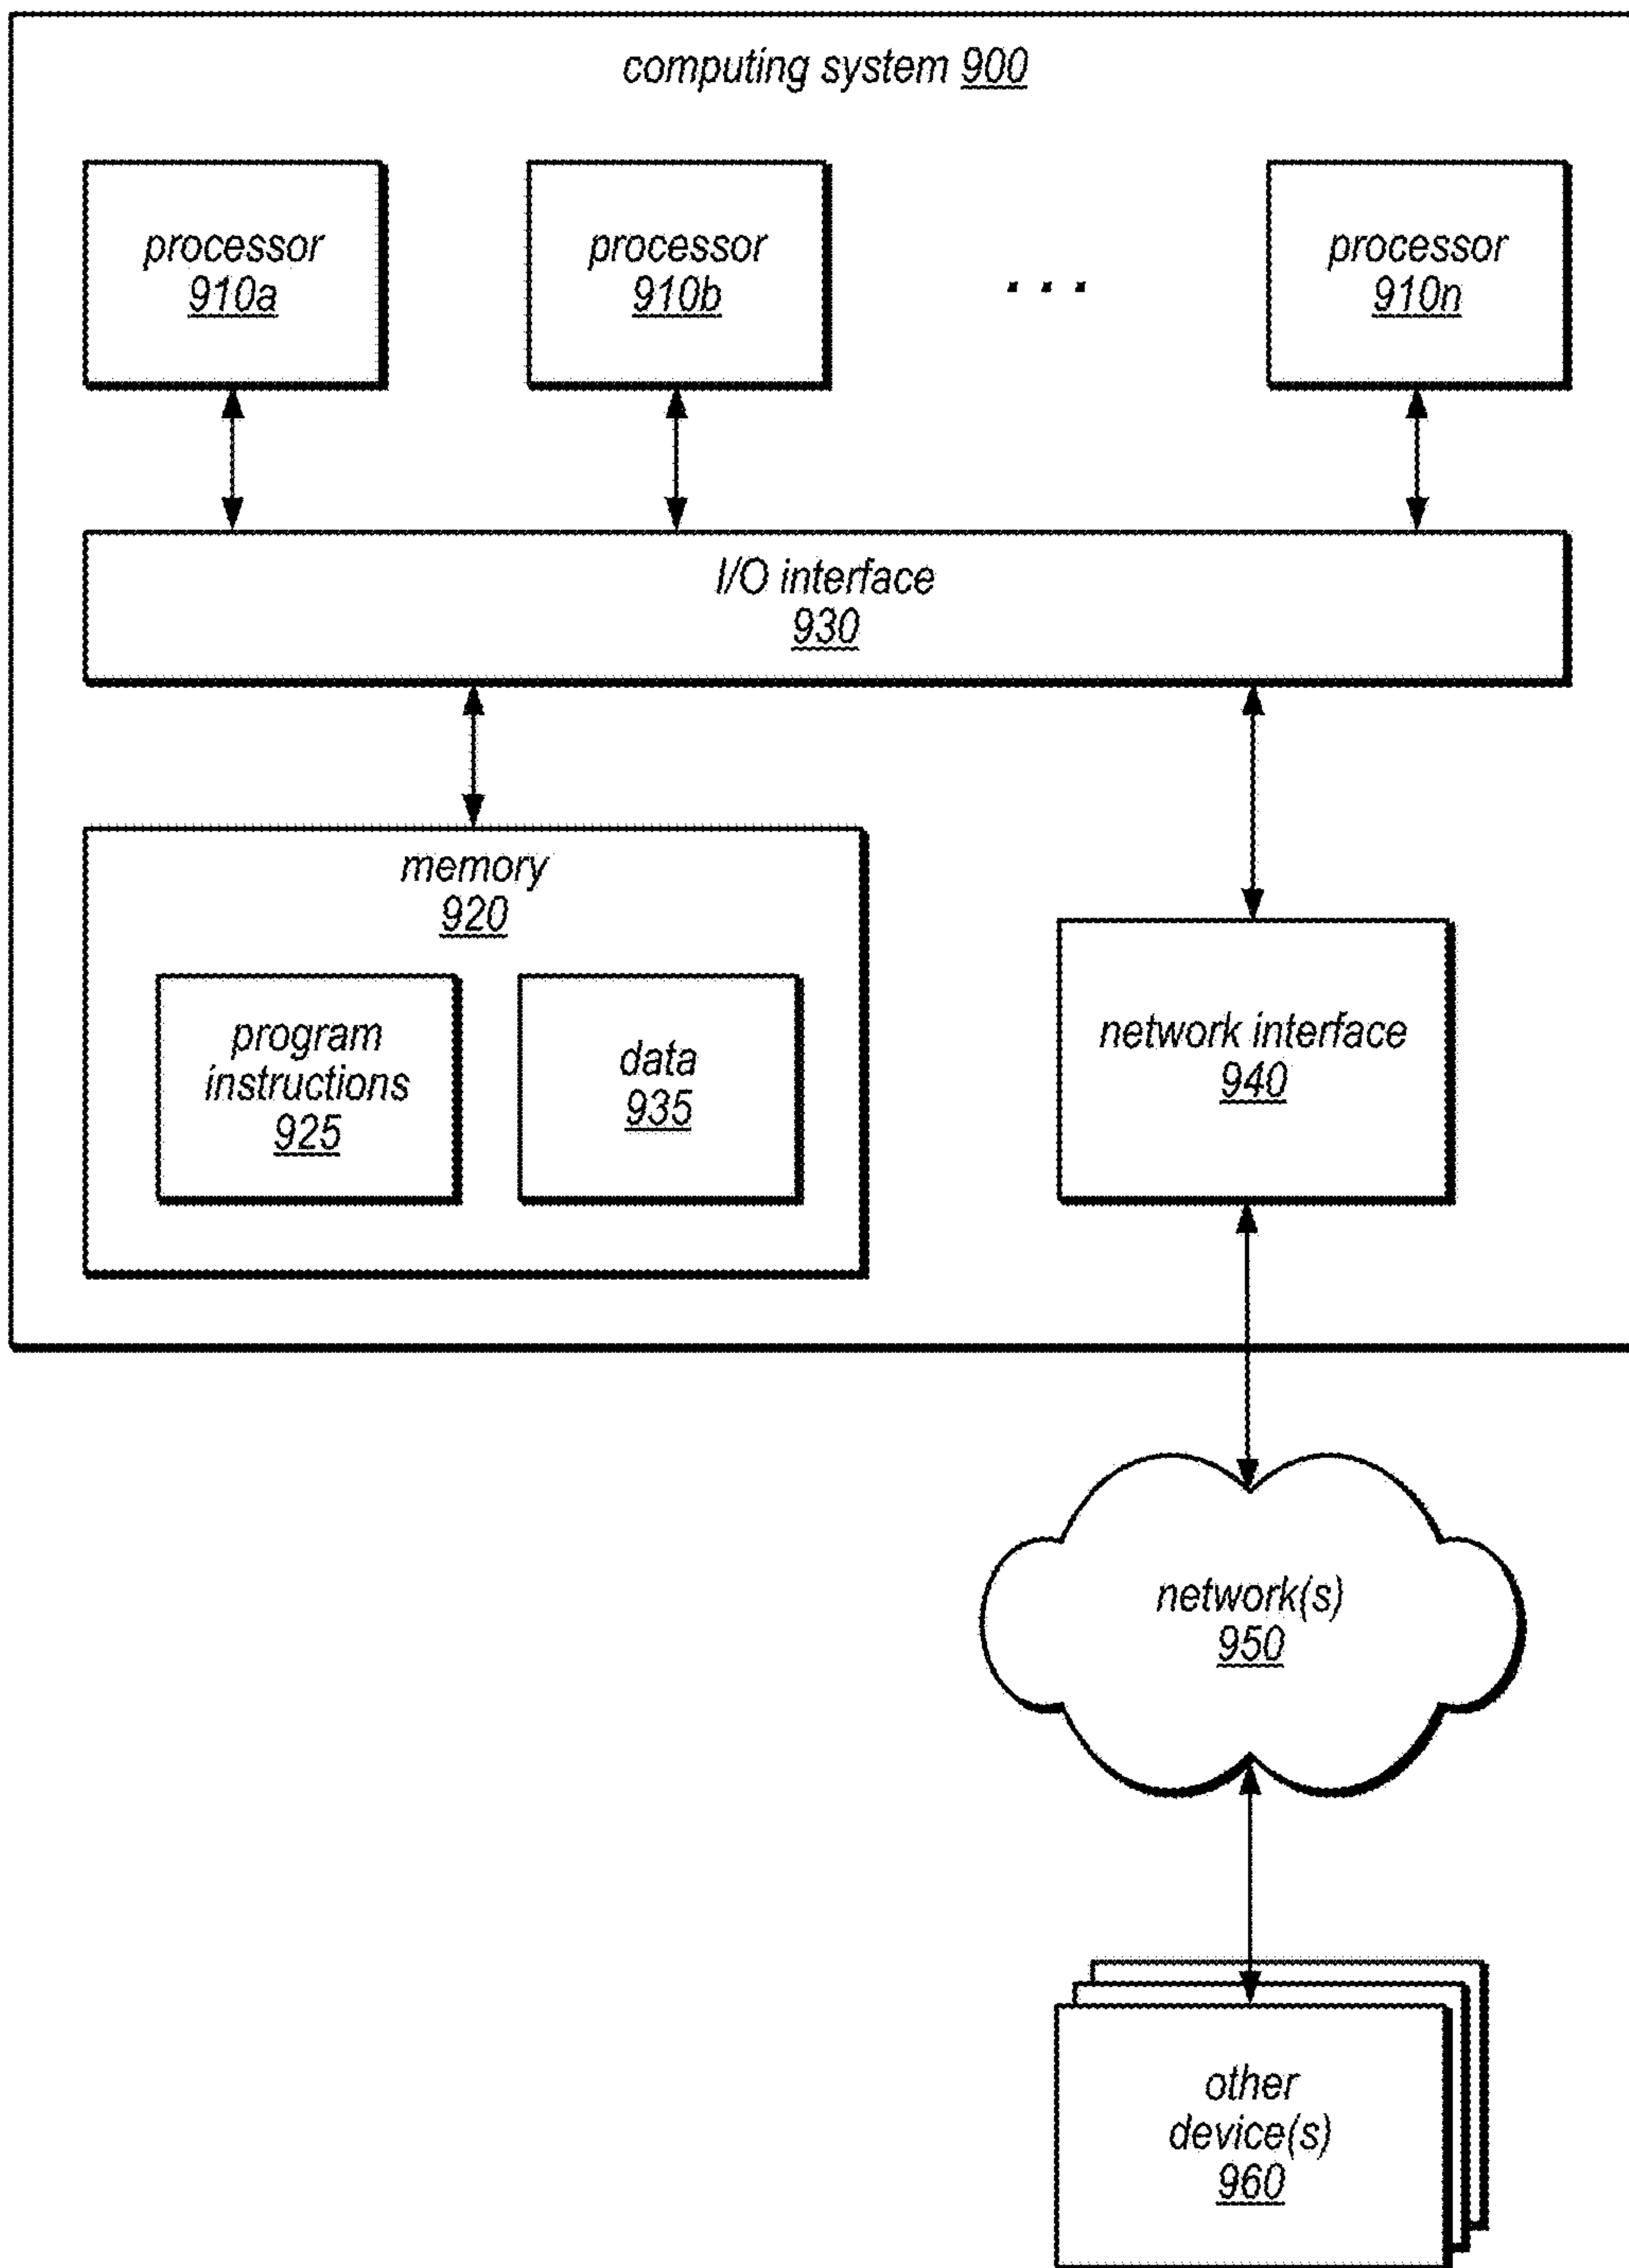 computing system 900
processor
910a
processor
910b
. . .
processor
910n
I/O interface
930
memory
920
program
instructions
925
data
935
network interface
940
network(s)
950
other
device(s)
960